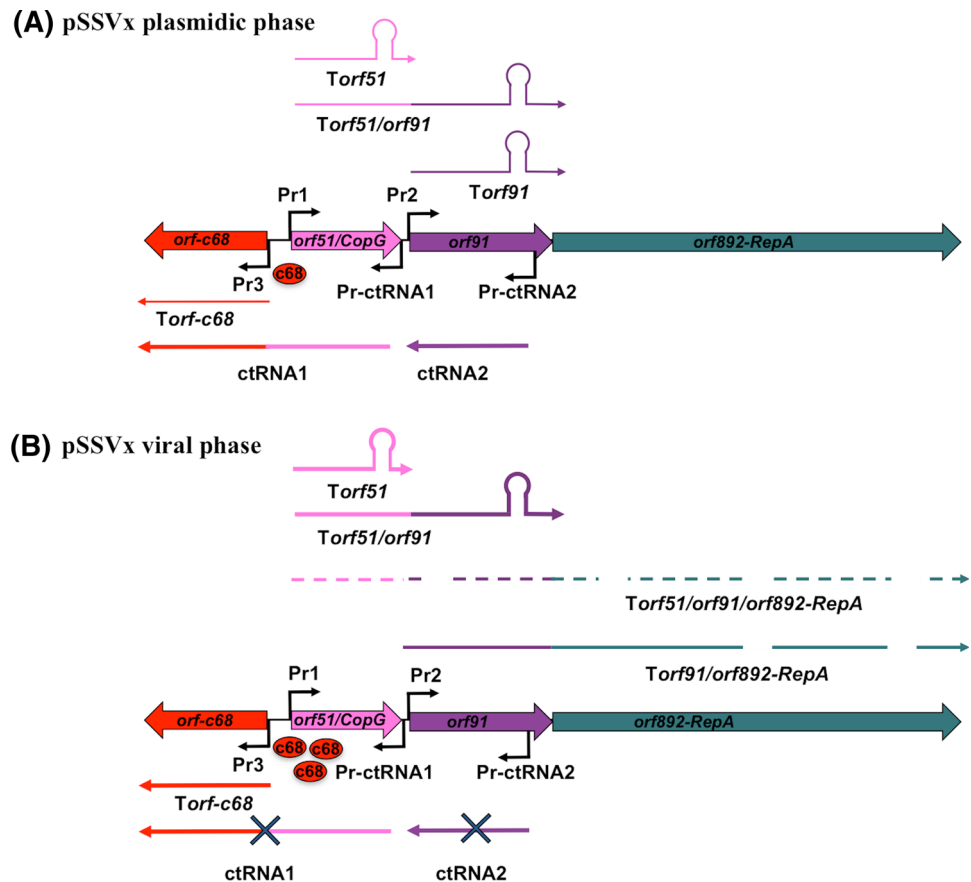 (A) pSSVx plasmidic phase
Torf51
Torf51/orf91
Torf91
Pr1 Pr2
orf-c68 orf51/CopG orf91 orf892-RepA
Pr3 c68 Pr-ctRNA1 Pr-ctRNA2
Torf-c68
ctRNA1 ctRNA2
(B) pSSVx viral phase
Torf51
Torf51/orf91
Torf51/orf91/orf892-RepA
Torf91/orf892-RepA
Pr1 Pr2
orf-c68 orf51/CopG orf91 orf892-RepA
Pr3 c68 c68 c68 Pr-ctRNA1 Pr-ctRNA2
Torf-c68
ctRNA1 ctRNA2